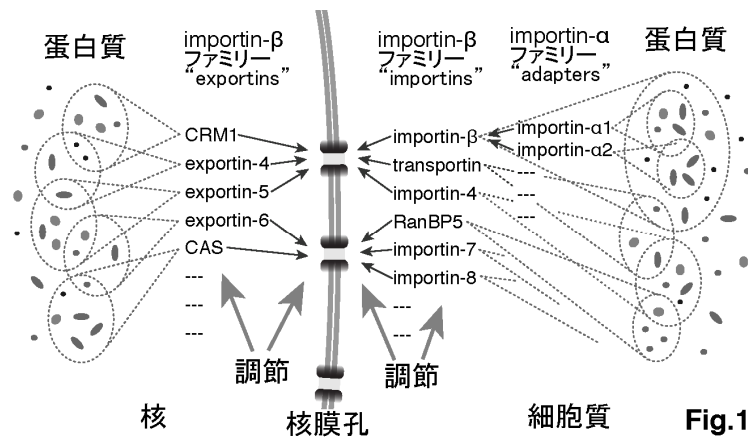 蛋白質
importin-β
ファミリー
“exportins”
importin-β
ファミリー
“importins”
importin-α
ファミリー
“adapters”
蛋白質
CRM1
exportin-4
exportin-5
exportin-6
CAS
---
---
---
importin-β
transportin
importin-4
RanBP5
importin-7
importin-8
---
---
importin-α1
importin-α2
---
---
---
調節
調節
核
核膜孔
細胞質
Fig.1